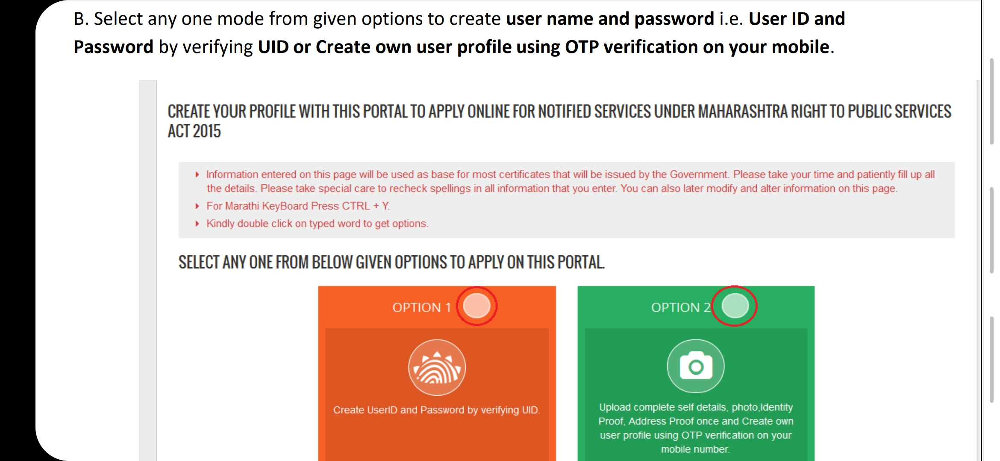 B. Select any one mode from given options to create user name and password i.e. User ID and
Password by verifying UID or Create own user profile using OTP verification on your mobile.
CREATE YOUR PROFILE WITH THIS PORTAL TO APPLY ONLINE FOR NOTIFIED SERVICES UNDER MAHARASHTRA RIGHT TO PUBLIC SERVICES
ACT 2015
Information entered on this page will be used as base for most certificates that will be issued by the Government. Please take your time and patiently fill up all
the details. Please take special care to recheck spellings in all information that you enter. You can also later modify and alter information on this page.
For Marathi KeyBoard Press CTRL + Y.
Kindly double click on typed word to get options.
SELECT ANY ONE FROM BELOW GIVEN OPTIONS TO APPLY ON THIS PORTAL.
OPTION 1
Create UserID and Password by verifying UID.
OPTION 2
Upload complete self details, photo,Identity
Proof, Address Proof once and Create own
user profile using OTP verification on your
mobile number.